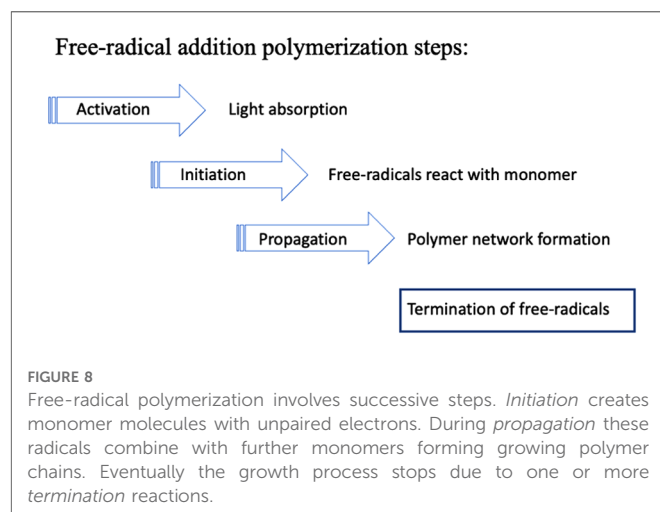 Free-radical addition polymerization steps:
Activation Light absorption
Initiation Free-radicals react with monomer
Propagation Polymer network formation
Termination of free-radicals
FIGURE 8
Free-radical polymerization involves successive steps. Initiation creates
monomer molecules with unpaired electrons. During propagation these
radicals combine with further monomers forming growing polymer
chains. Eventually the growth process stops due to one or more
termination reactions.